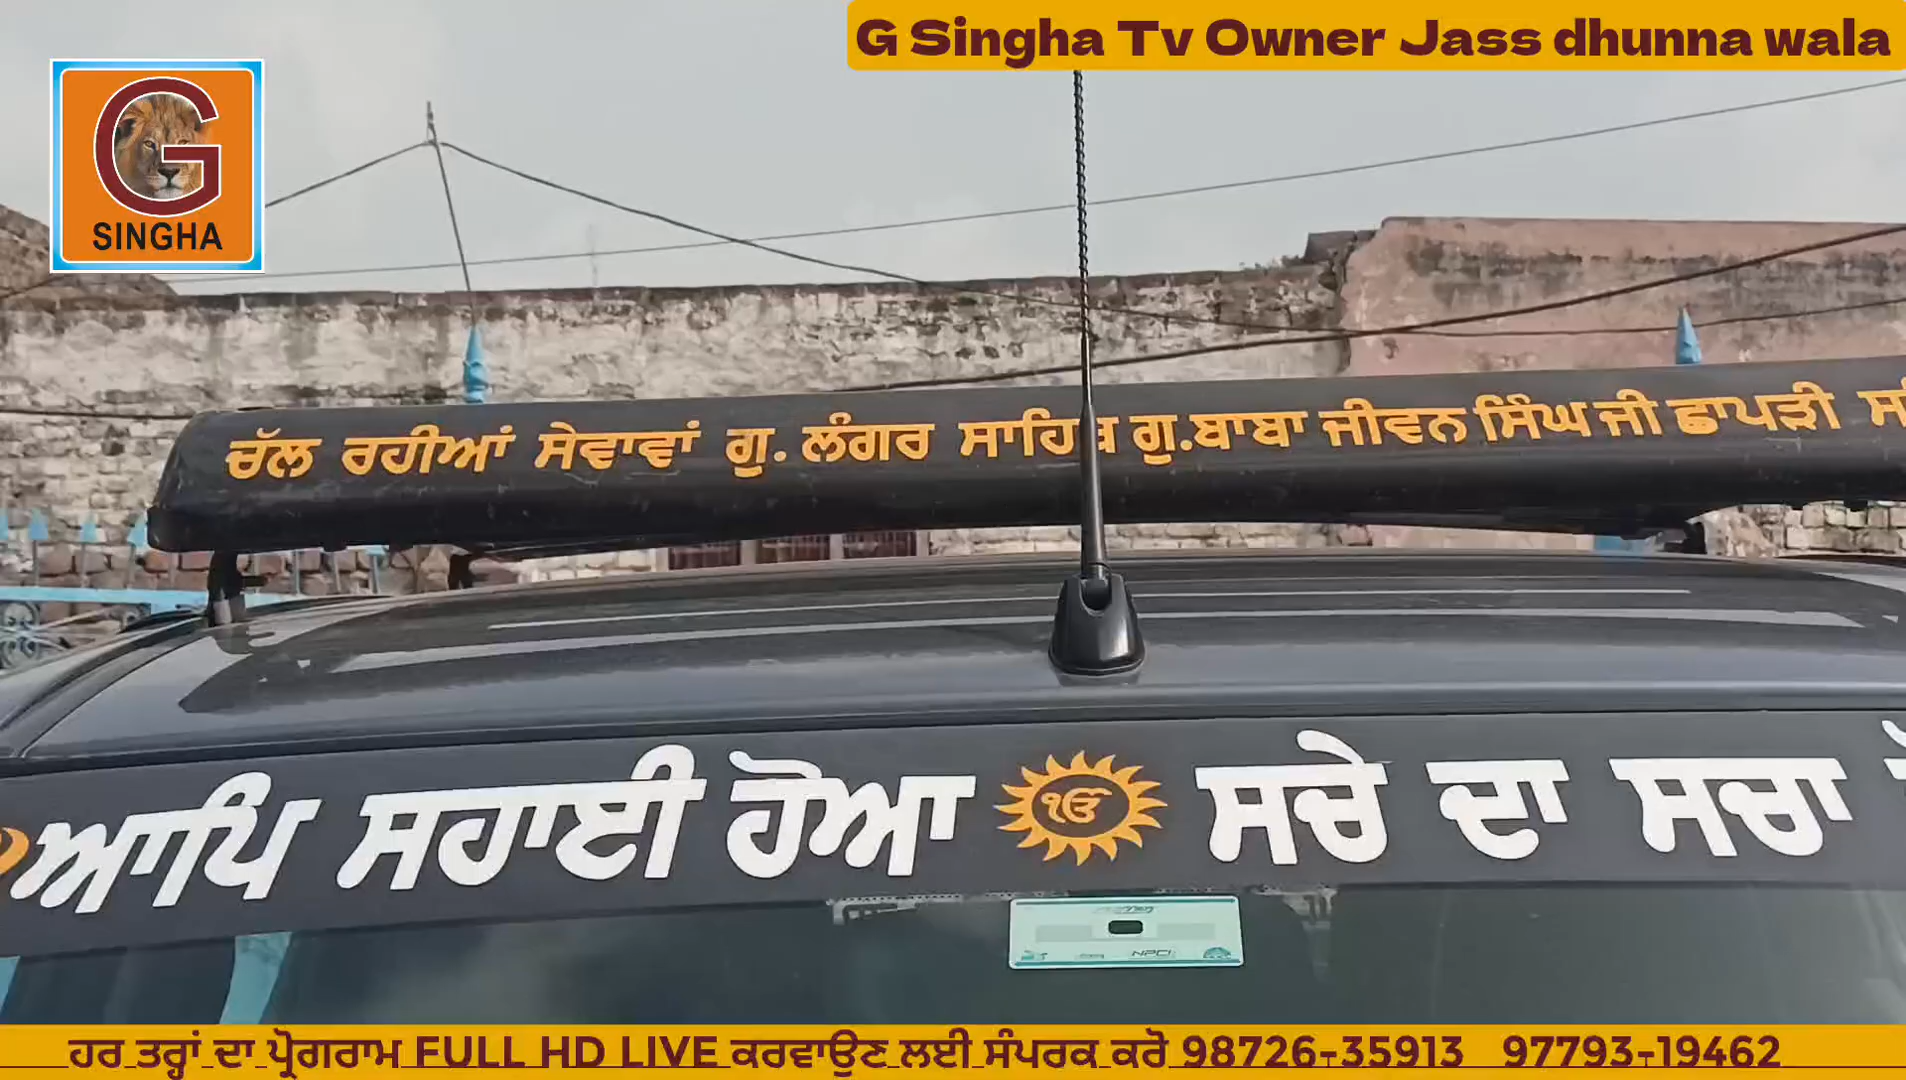 G Singha Tv Owner Jass dhunna wala
G
SINGHA
ਚੱਲ ਰਹੀਆਂ ਸੇਵਾਵਾਂ ਗੁ. ਲੰਗਰ ਸਾਹਿਬ ਗੁ.ਬਾਬਾ ਜੀਵਨ ਸਿੰਘ ਜੀ ਛਾਪੜੀ
ਆਪਿ ਸਹਾਈ ਹੋਆ ੴ ਸਚੇ ਦਾ ਸਚਾ
NPCI
ਹਰ ਤਰ੍ਹਾਂ ਦਾ ਪ੍ਰੋਗਰਾਮ FULL HD LIVE ਕਰਵਾਉਣ ਲਈ ਸੰਪਰਕ ਕਰੋ 98726-35913 97793-19462